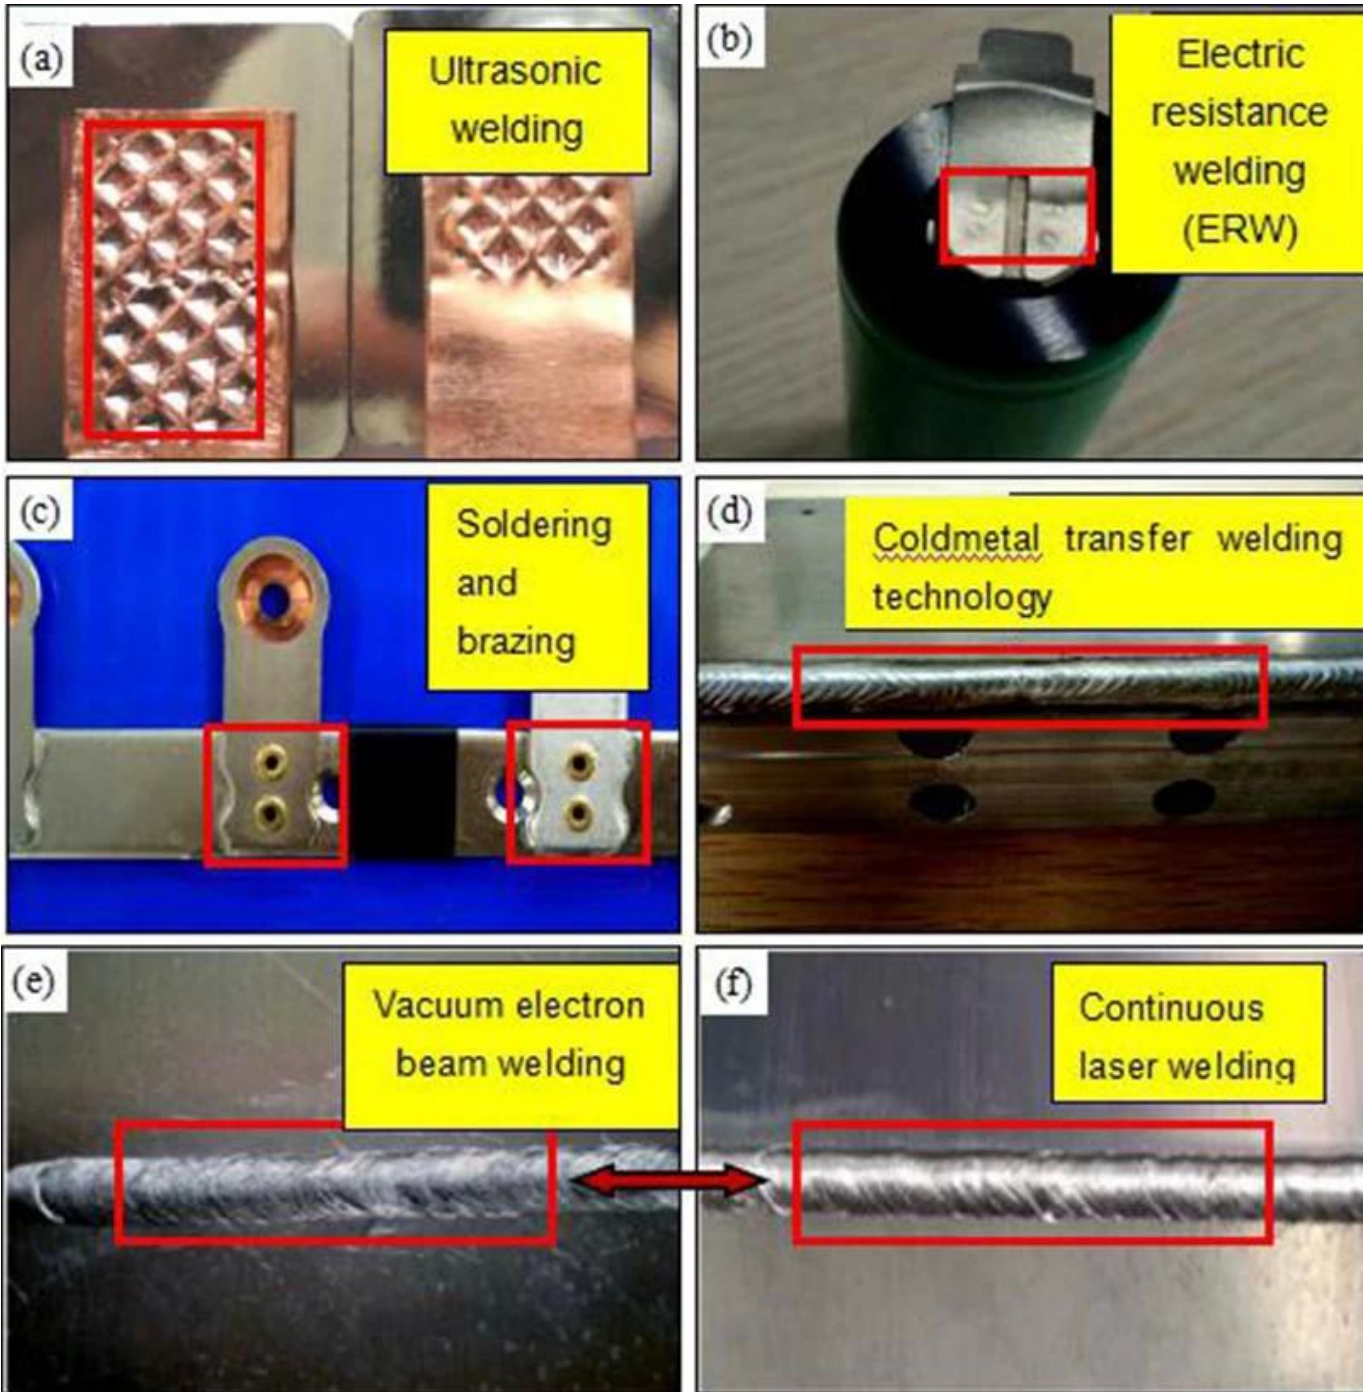 (a)
Ultrasonic
welding
(b)
Electric
resistance
welding
(ERW)
(c)
Soldering
and
brazing
(d)
Coldmetal transfer welding
technology
(e)
Vacuum electron
beam welding
(f)
Continuous
laser welding